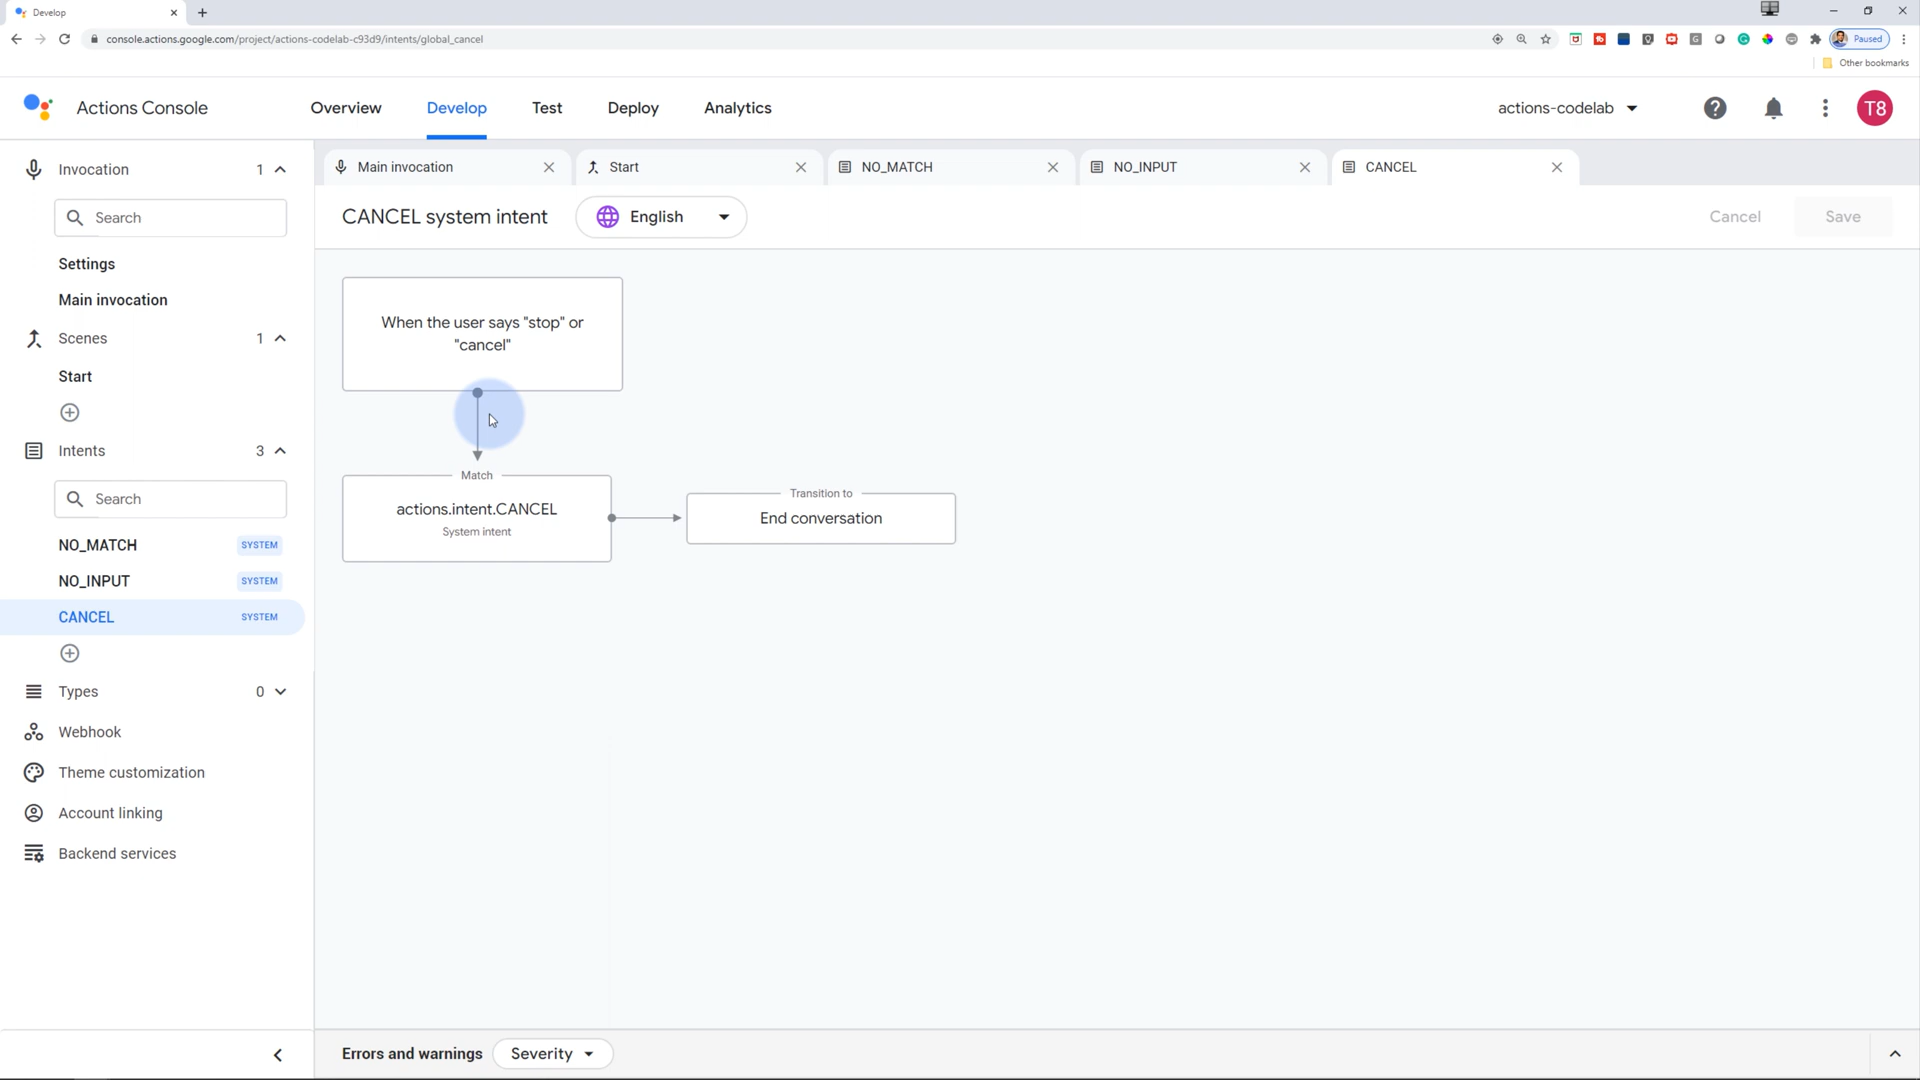 Develop
console.actions.google.com/project/actions-codelab-c93d9/intents/global_cancel
Paused
Other bookmarks
Actions Console
Overview
Develop
Test
Deploy
Analytics
actions-codelab
T8
Invocation
1
Search
Settings
Main invocation
Scenes
1
Start
Intents
3
Search
NO_MATCH
SYSTEM
NO_INPUT
SYSTEM
CANCEL
SYSTEM
Types
0
Webhook
Theme customization
Account linking
Backend services
Main invocation
Start
NO_MATCH
NO_INPUT
CANCEL
CANCEL system intent
English
Cancel
Save
When the user says "stop" or
"cancel"
Match
actions.intent.CANCEL
System intent
Transition to
End conversation
Errors and warnings
Severity